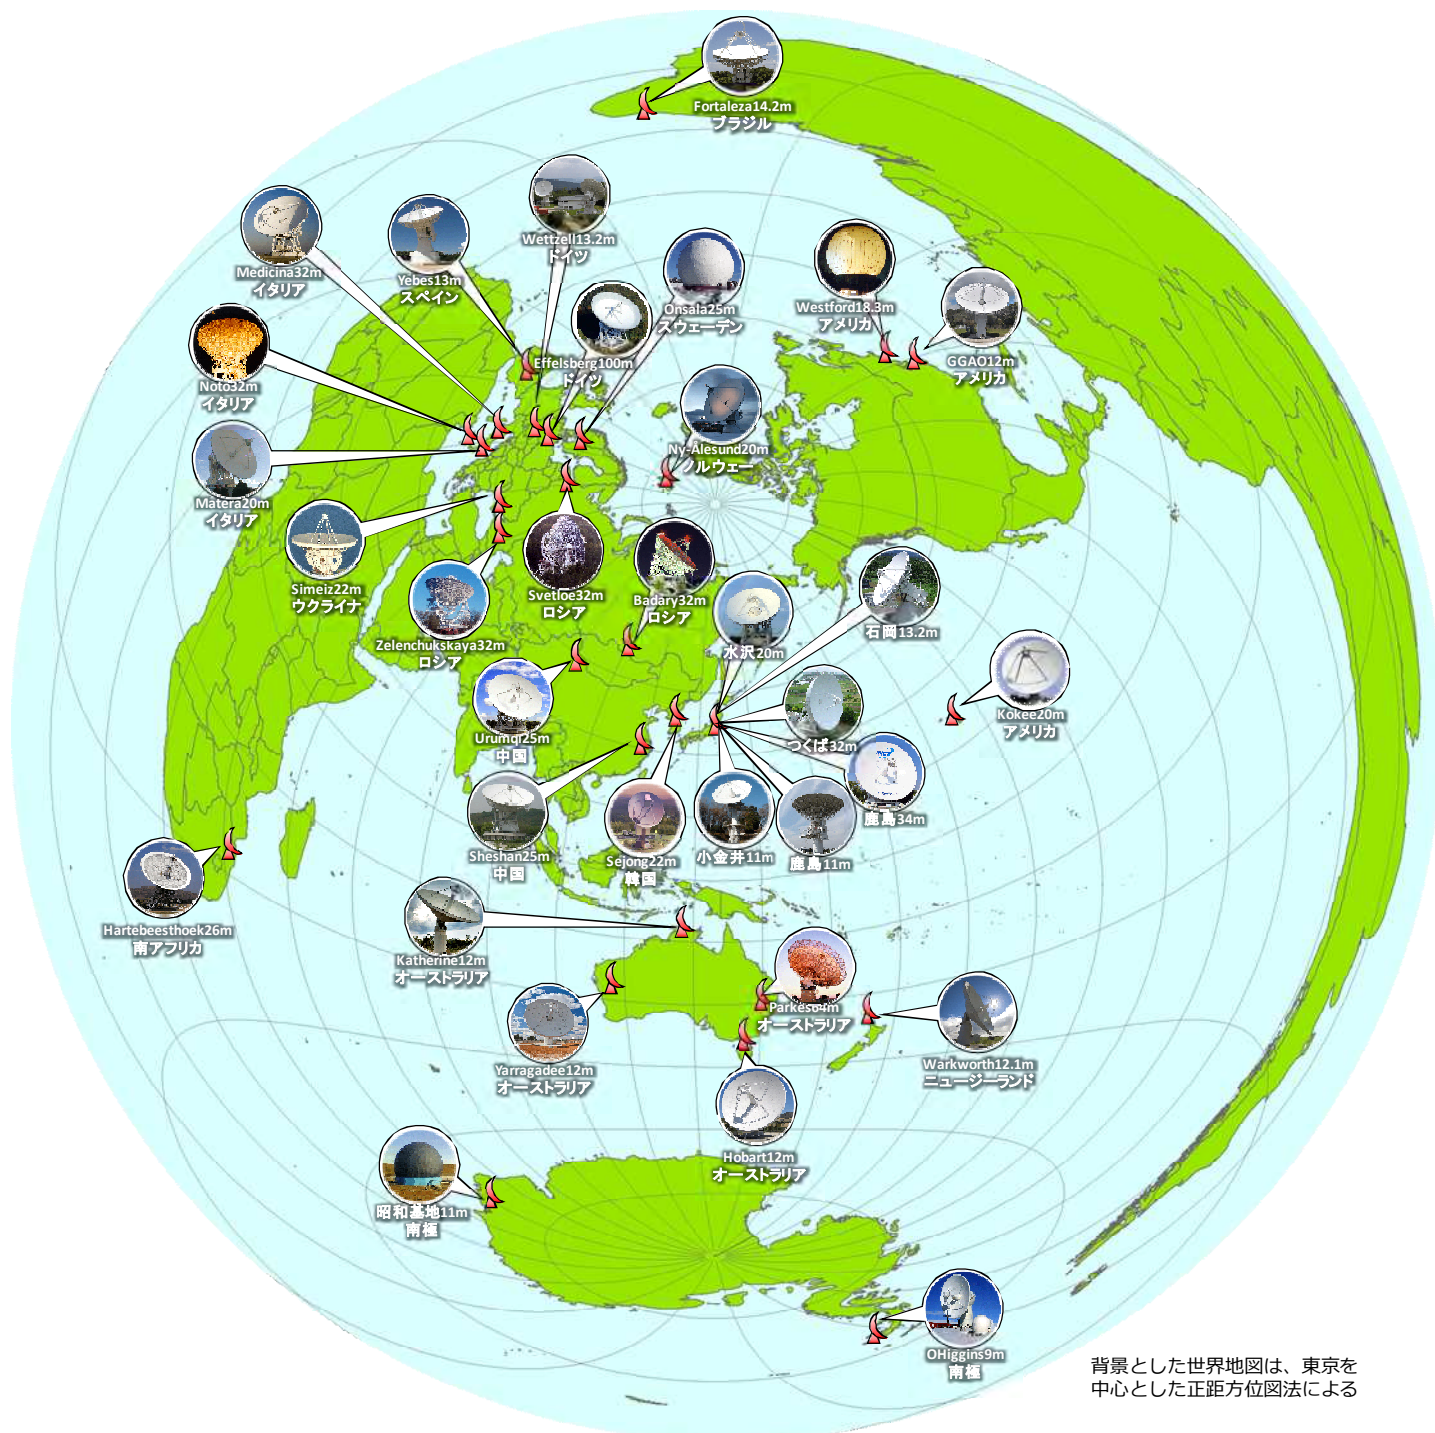 Fortaleza14.2m
ブラジル
Wettzell13.2m
ドイツ
Medicina32m
イタリア
Yebes13m
スペイン
Onsala25m
スウェーデン
Westford18.3m
アメリカ
GGAO12m
アメリカ
Effelsberg100m
ドイツ
Noto32m
イタリア
Ny-Alesund20m
ノルウェー
Matera20m
イタリア
Simeiz22m
ウクライナ
Svetloe32m
ロシア
Badary32m
ロシア
石岡13.2m
Zelenchukskaya32m
ロシア
水沢20m
Kokee20m
アメリカ
Urumqi25m
中国
つくば32m
鹿島34m
Sheshan25m
中国
Sejong22m
韓国
小金井11m
鹿島11m
Hartebeesthoek26m
南アフリカ
Katherine12m
オーストラリア
Parkes64m
オーストラリア
Yarragadee12m
オーストラリア
Warkworth12.1m
ニュージーランド
Hobart12m
オーストラリア
昭和基地11m
南極
OHiggins9m
南極
背景とした世界地図は、東京を
中心とした正距方位図法による